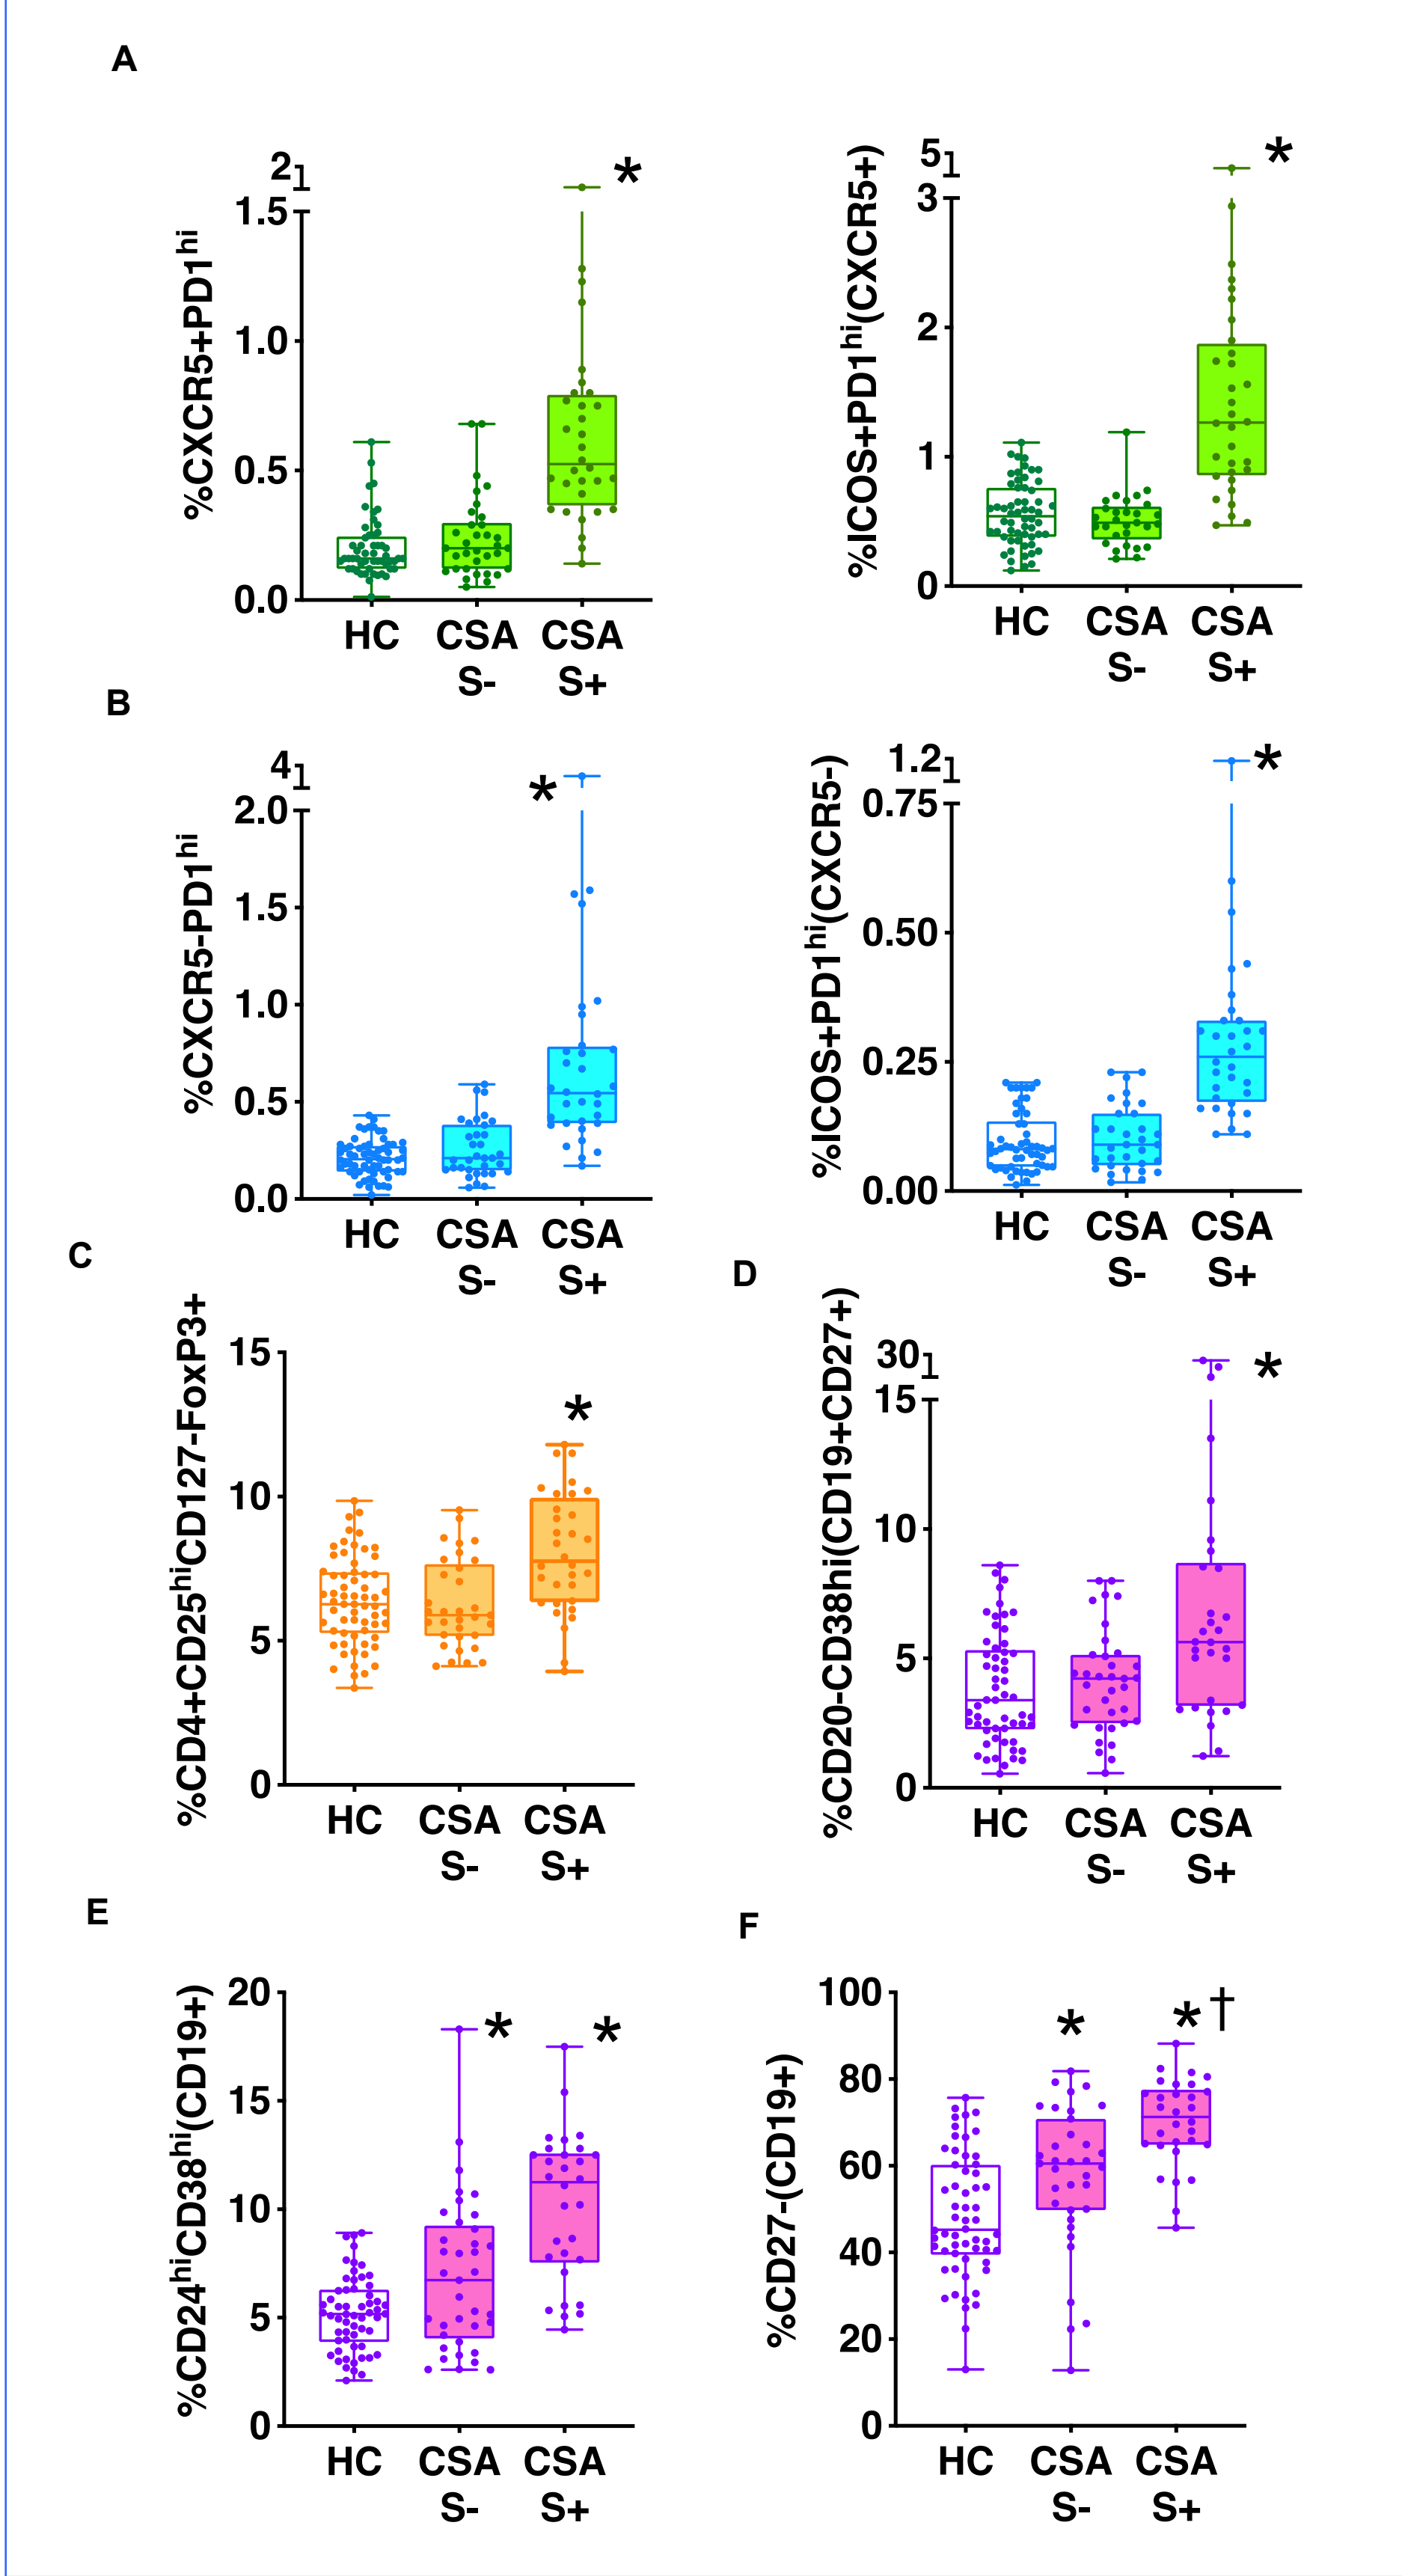 A
%CXCR5+PD1hi
2
1.5
1.0
0.5
0.0
*
HC
CSA
S-
CSA
S+
%ICOS+PD1hi(CXCR5+)
5
3
2
1
0
*
HC
CSA
S-
CSA
S+
B
%CXCR5-PD1hi
4
2.0
1.5
1.0
0.5
0.0
*
HC
CSA
S-
CSA
S+
%ICOS+PD1hi(CXCR5-)
1.2
0.75
0.50
0.25
0.00
*
HC
CSA
S-
CSA
S+
C
%CD4+CD25hiCD127-FoxP3+
15
10
5
0
*
HC
CSA
S-
CSA
S+
D
%CD20-CD38hi(CD19+CD27+)
30
15
10
5
0
*
HC
CSA
S-
CSA
S+
E
%CD24hiCD38hi(CD19+)
20
15
10
5
0
*
*
HC
CSA
S-
CSA
S+
F
%CD27-(CD19+)
100
80
60
40
20
0
*
*†
HC
CSA
S-
CSA
S+